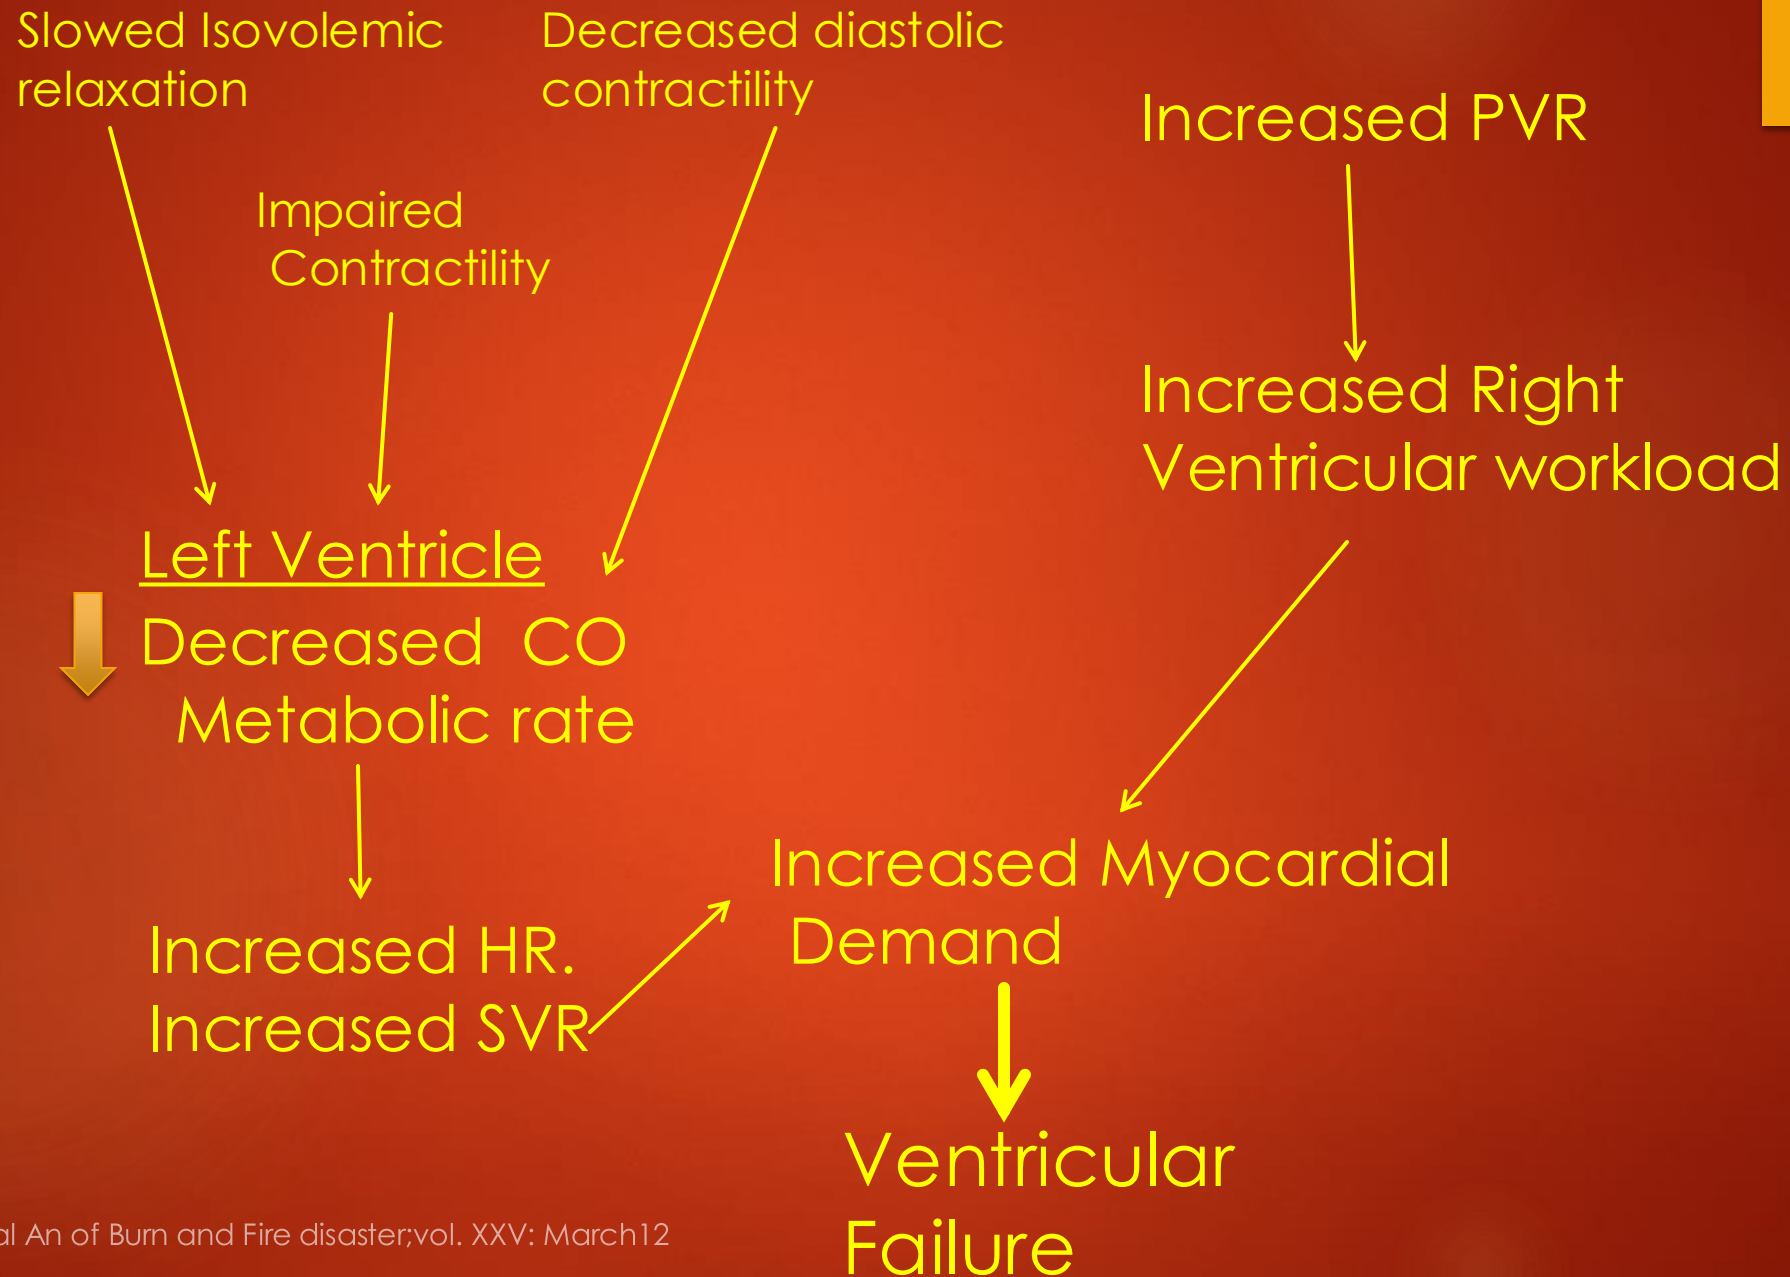 Slowed Isovolemic
relaxation
Decreased diastolic
contractility
Increased PVR
Impaired
Contractility
Increased Right
Ventricular workload
Left Ventricle
Decreased CO
Metabolic rate
Increased HR.
Increased SVR
Increased Myocardial
Demand
Ventricular
Failure
An of Burn and Fire disaster;vol. XXV: March12